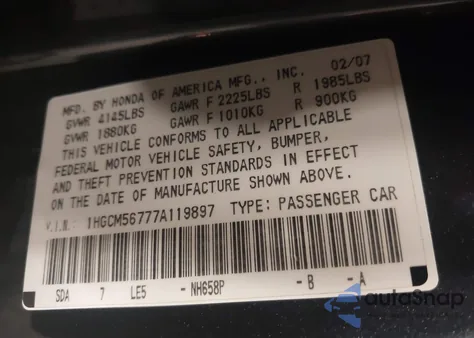 MFD. BY HONDA OF AMERICA MFG., INC. 02/07
GVWR 4145LBS GAWR F 2225LBS R 1985LBS
GVWR 1880KG GAWR F 1010KG R 900KG
THIS VEHICLE CONFORMS TO ALL APPLICABLE
FEDERAL MOTOR VEHICLE SAFETY, BUMPER,
AND THEFT PREVENTION STANDARDS IN EFFECT
ON THE DATE OF MANUFACTURE SHOWN ABOVE.
V.I.N.: 1HGCM56777A119897 TYPE: PASSENGER CAR
SDA 7 LE5 - NH658P - B - A
autoSnap